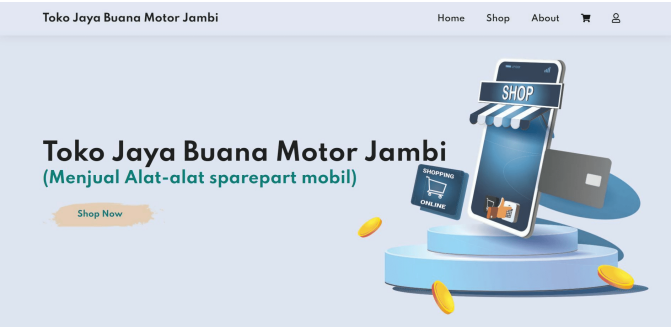 Toko Jaya Buana Motor Jambi
Home Shop About
SHOP
Toko Jaya Buana Motor Jambi
(Menjual Alat-alat sparepart mobil)
SHOPPING
ONLINE
Shop Now